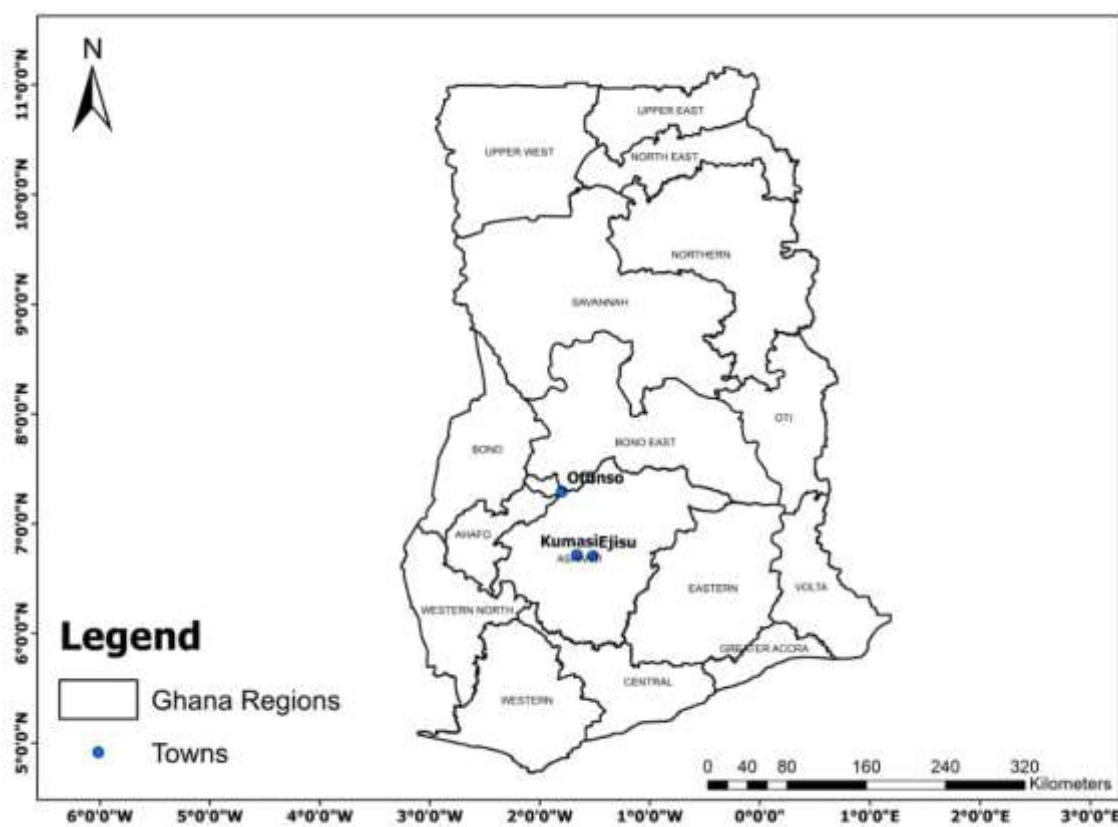 N
UPPER EAST
UPPER WEST
NORTH EAST
NORTHERN
SAVANNAH
OTI
BONO
BONO EAST
Offinso
AHAFO
Kumasi Ejisu
EASTERN
VOLTA
WESTERN NORTH
GREATER ACCRA
CENTRAL
WESTERN
Legend
Ghana Regions
Towns
0 40 80 160 240 320
Kilometers
11°0'0"N
10°0'0"N
9°0'0"N
8°0'0"N
7°0'0"N
6°0'0"N
5°0'0"N
6°0'0"W 5°0'0"W 4°0'0"W 3°0'0"W 2°0'0"W 1°0'0"W 0°0'0" 1°0'0"E 2°0'0"E 3°0'0"E